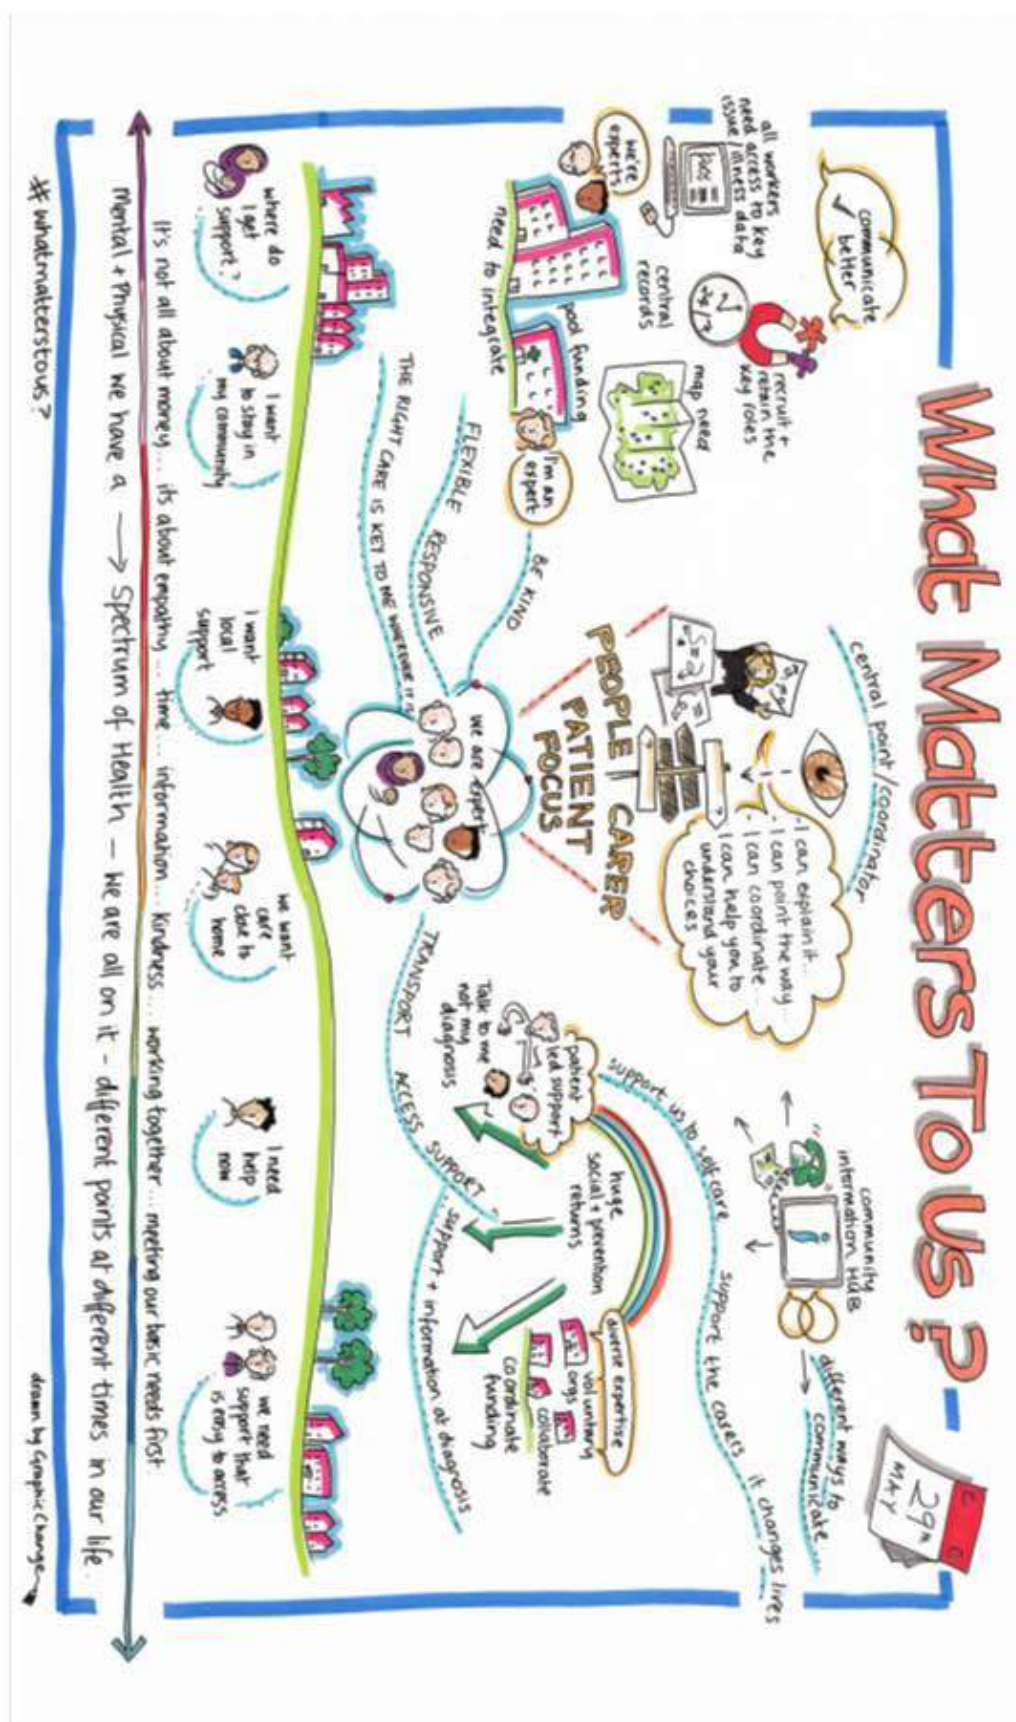 What Matters To Us?
29th
MAY
communicate
better
all workers
need access to key
issue/illness data
central
records
24/7
recruit +
retain the
key roles
map need
we're
experts
pool funding
need to integrate
I'm an
expert
BE KIND
FLEXIBLE RESPONSIVE
THE RIGHT CARE IS KEY TO ME WHEREVER IT IS
central point/coordinator
- I can explain it...
- I can point the way...
- I can coordinate...
I can help you to
understand your
choices
PEOPLE | CARER
PATIENT
FOCUS
we are expert
community
information HUB
i
different ways to
communicate
support us to self care support the carers it changes lives
patient
led support
Talk to me
not my
diagnosis
huge
social + prevention
returns
diverse expertise
voluntary
orgs
collaborate
coordinate
funding
TRANSPORT ACCESS SUPPORT
support + information at diagnosis
where do
I get
support?
I want
to stay in
my community
I want
local
support
we want
care
close to
home
I need
help
now
we need
support that
is easy to access
It's not all about money... its about empathy... time... information... kindness... working together... meeting our basic needs first.
Mental + Physical we have a → Spectrum of Health – we are all on it - different points at different times in our life.
# whatmatterstous?
drawn by Graphic Change